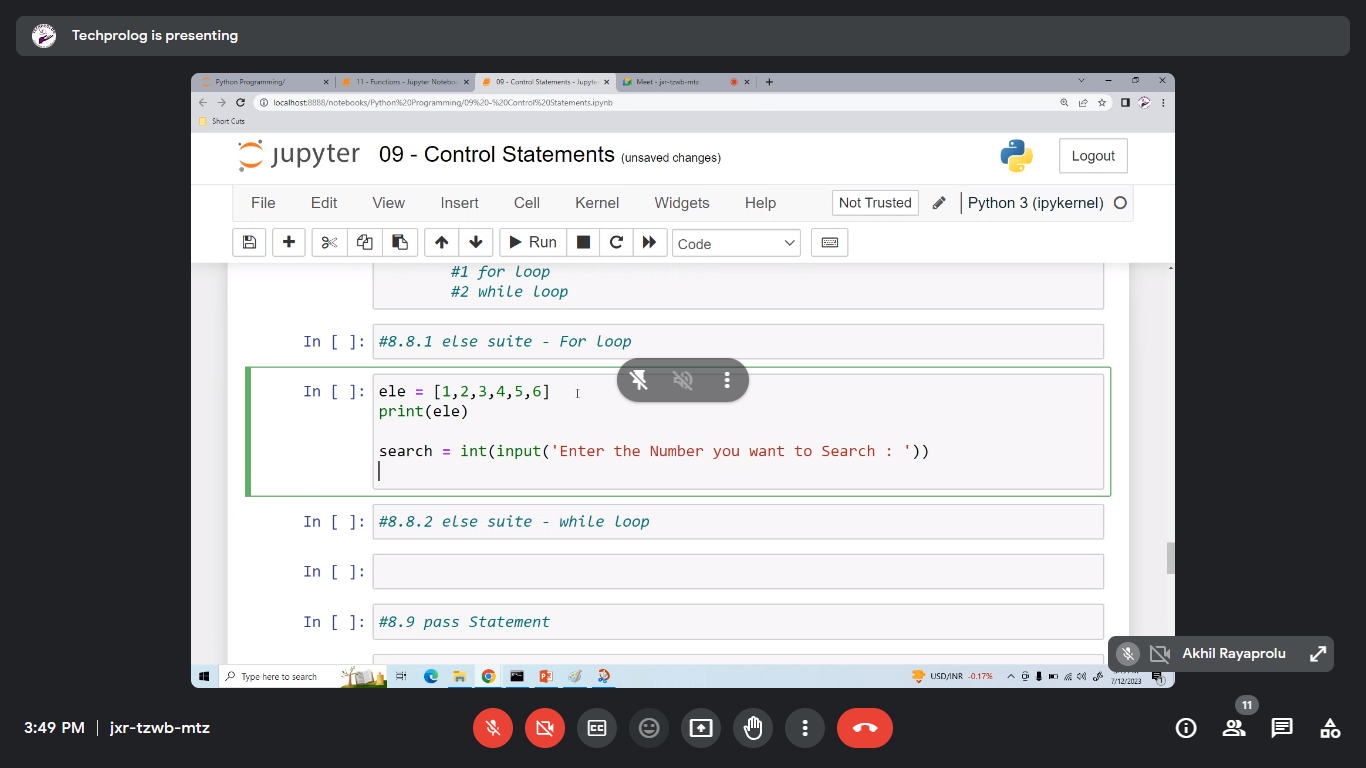 Techprolog is presenting
Python Programming/
11 - Functions - Jupyter Notebo
09 - Control Statements - Jupyte
Meet - jxr-tzwb-mtz
localhost:8888/notebooks/Python%20Programming/09%20-%20Control%20Statements.ipynb
Short Cuts
jupyter
09 - Control Statements (unsaved changes)
Logout
File Edit View Insert Cell Kernel Widgets Help
Not Trusted
Python 3 (ipykernel)
Run
Code
#1 for loop
#2 while loop
In [ ]: #8.8.1 else suite - For loop
In [ ]: ele = [1,2,3,4,5,6]
print(ele)
search = int(input('Enter the Number you want to Search : '))
In [ ]: #8.8.2 else suite - while loop
In [ ]:
In [ ]: #8.9 pass Statement
Akhil Rayaprolu
Type here to search
USD/INR -0.17%
7/12/2023
1
3:49 PM | jxr-tzwb-mtz
CC
11